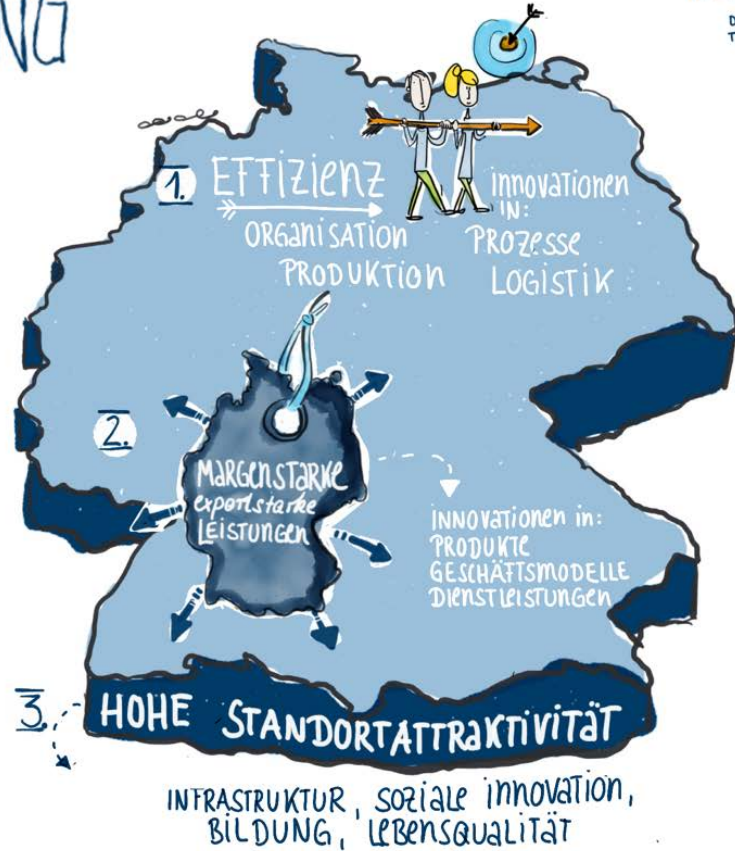 NG
D
T
1. EFFIZIENZ
ORGANISATION
PRODUKTION
INNOVATIONEN
IN:
PROZESSE
LOGISTIK
2.
MARGENSTARKE
exportstarke
LEISTUNGEN
INNOVATIONEN in:
PRODUKTE
GESCHÄFTSMODELLE
DIENSTLEISTUNGEN
3. HOHE STANDORTATTRAKTIVITÄT
INFRASTRUKTUR, SOZIALE INNOVATION,
BILDUNG, LEBENSQUALITÄT